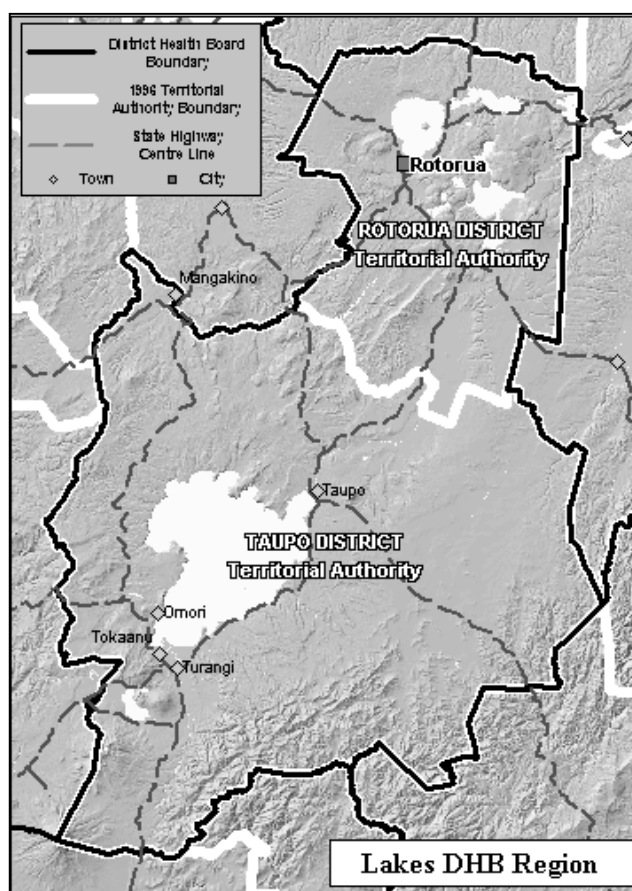 District Health Board
Boundary
1996 Territorial
Authority Boundary
State Highway
Centre Line
Town
City
Rotorua
ROTORUA DISTRICT
Territorial Authority
Mangakino
Taupo
TAUPO DISTRICT
Territorial Authority
Omori
Tokaanu
Turangi
Lakes DHB Region